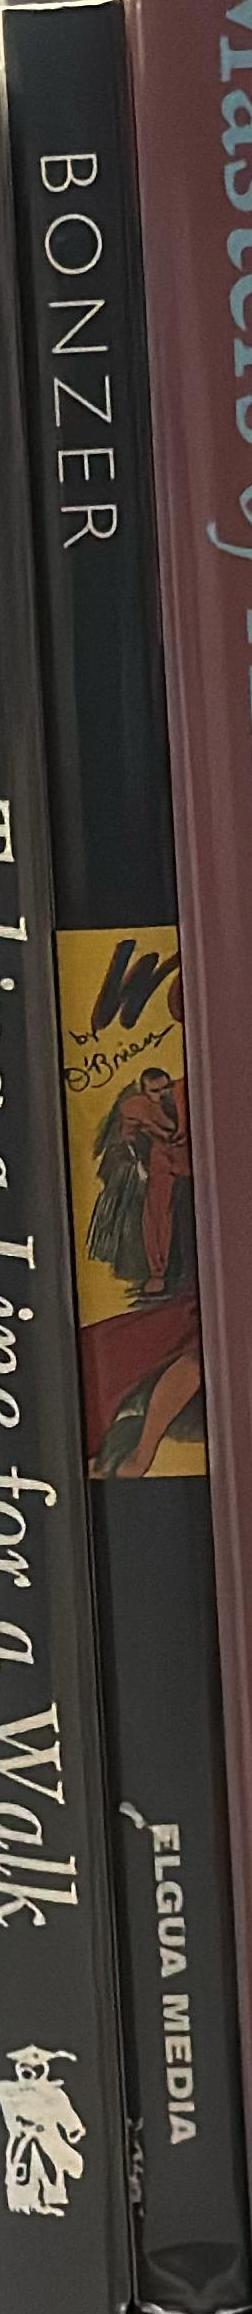 BONZER
by
O'Brien
ELGUA MEDIA
Taking a Line for a Walk